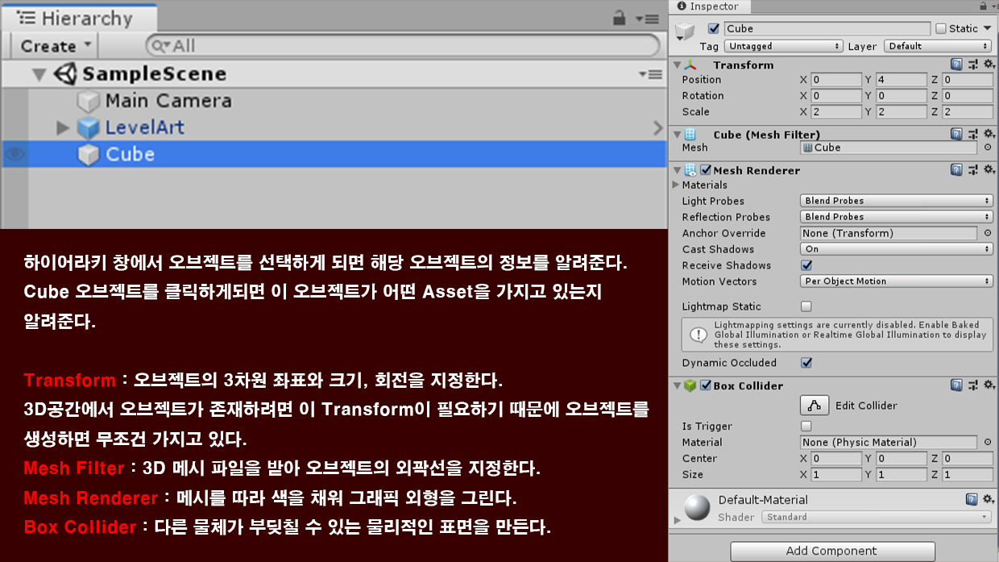 Hierarchy
Create All
SampleScene
Main Camera
LevelArt
Cube
하이어라키 창에서 오브젝트를 선택하게 되면 해당 오브젝트의 정보를 알려준다.
Cube 오브젝트를 클릭하게되면 이 오브젝트가 어떤 Asset을 가지고 있는지
알려준다.
Transform : 오브젝트의 3차원 좌표와 크기, 회전을 지정한다.
3D공간에서 오브젝트가 존재하려면 이 Transform이 필요하기 때문에 오브젝트를
생성하면 무조건 가지고 있다.
Mesh Filter : 3D 메시 파일을 받아 오브젝트의 외곽선을 지정한다.
Mesh Renderer : 메시를 따라 색을 채워 그래픽 외형을 그린다.
Box Collider : 다른 물체가 부딪칠 수 있는 물리적인 표면을 만든다.
Inspector
Cube Static
Tag Untagged Layer Default
Transform
Position X 0 Y 4 Z 0
Rotation X 0 Y 0 Z 0
Scale X 2 Y 2 Z 2
Cube (Mesh Filter)
Mesh Cube
Mesh Renderer
Materials
Light Probes Blend Probes
Reflection Probes Blend Probes
Anchor Override None (Transform)
Cast Shadows On
Receive Shadows
Motion Vectors Per Object Motion
Lightmap Static
Lightmapping settings are currently disabled. Enable Baked
Global Illumination or Realtime Global Illumination to display
these settings.
Dynamic Occluded
Box Collider
Edit Collider
Is Trigger
Material None (Physic Material)
Center X 0 Y 0 Z 0
Size X 1 Y 1 Z 1
Default-Material
Shader Standard
Add Component